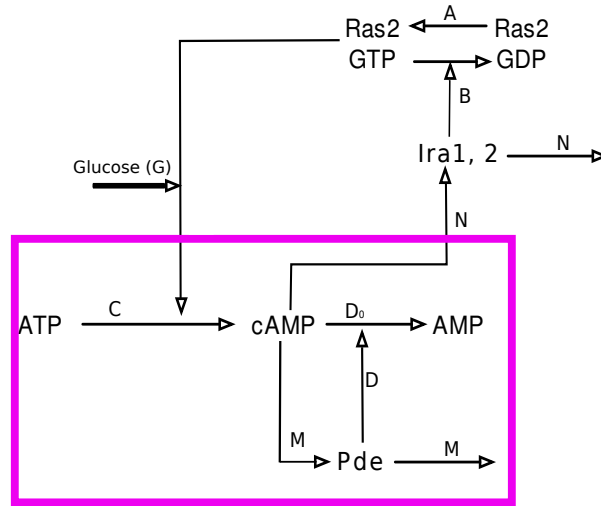 A
Ras2 Ras2
GTP GDP
B
Ira1, 2 N
Glucose (G)
N
C D₀
ATP cAMP AMP
D
M M
Pde